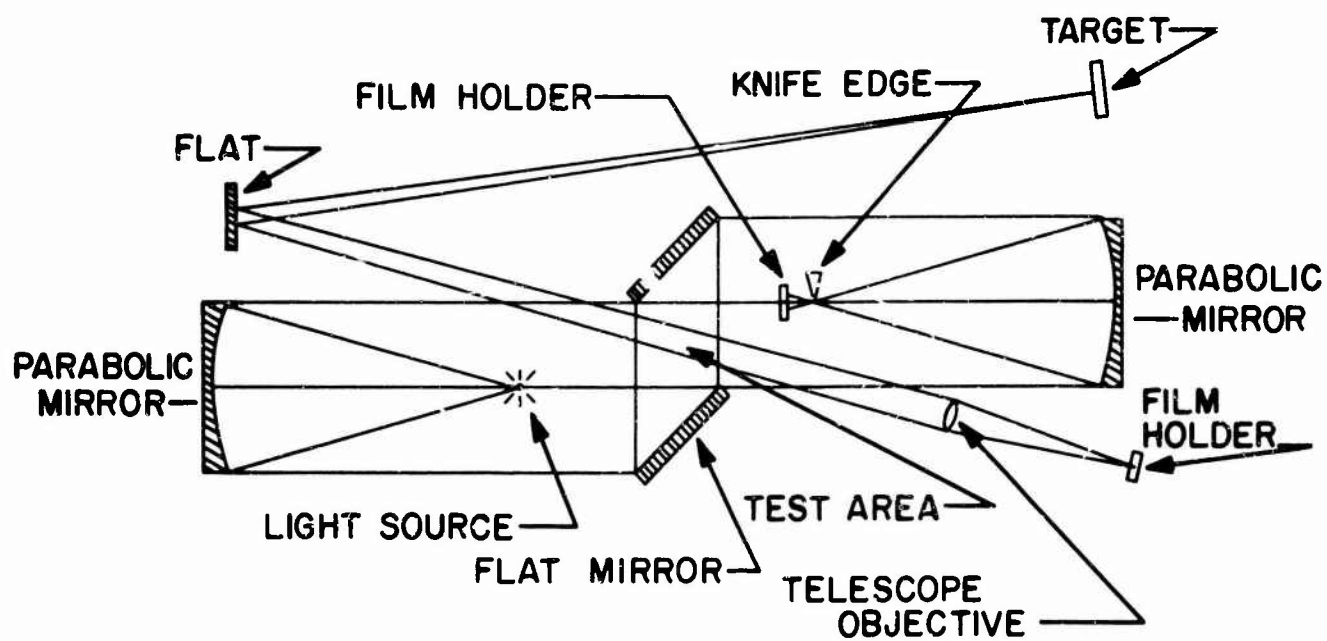 TARGET
FILM HOLDER
KNIFE EDGE
FLAT
PARABOLIC
MIRROR
PARABOLIC
MIRROR
FILM
HOLDER
LIGHT SOURCE
TEST AREA
FLAT MIRROR
TELESCOPE
OBJECTIVE